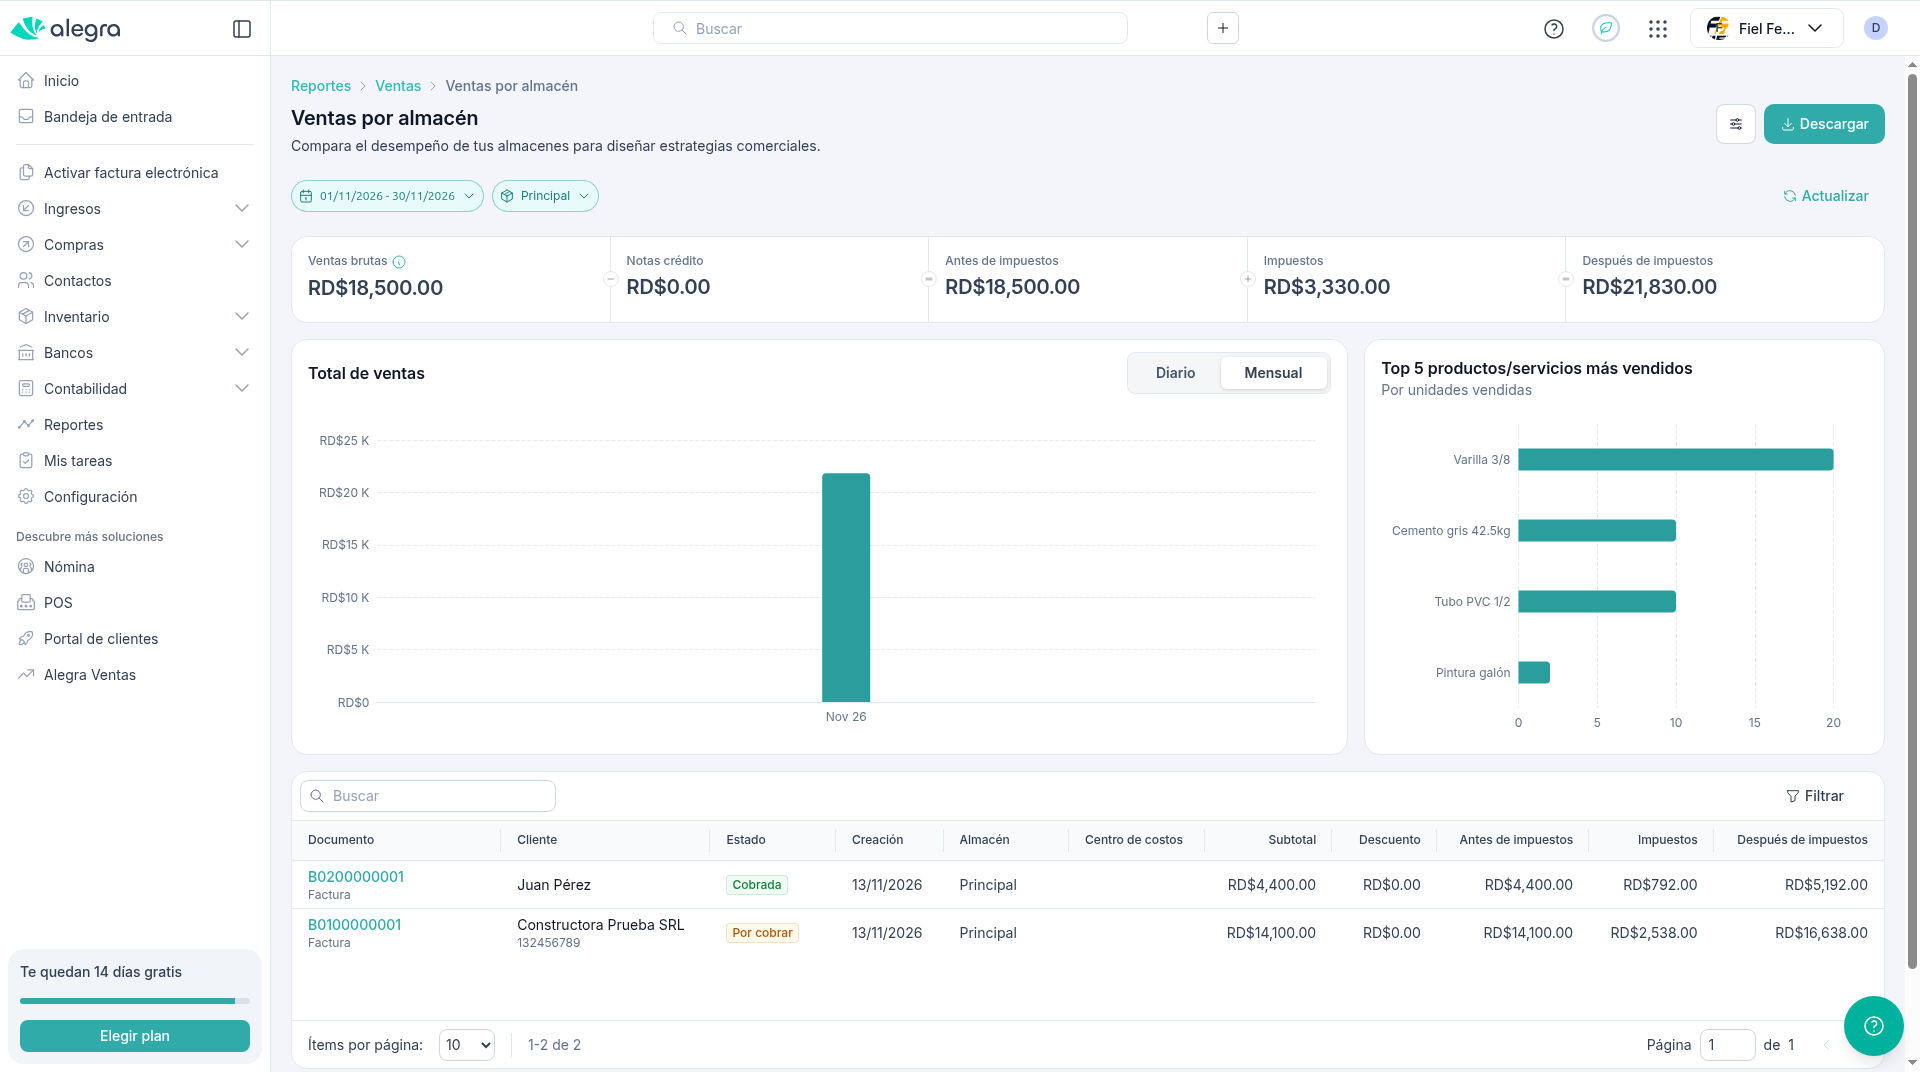 alegra
Buscar
Fiel Fe...
D
Inicio
Bandeja de entrada
Activar factura electrónica
Ingresos
Compras
Contactos
Inventario
Bancos
Contabilidad
Reportes
Mis tareas
Configuración
Descubre más soluciones
Nómina
POS
Portal de clientes
Alegra Ventas
Te quedan 14 días gratis
Elegir plan
Reportes > Ventas > Ventas por almacén
Ventas por almacén
Compara el desempeño de tus almacenes para diseñar estrategias comerciales.
Descargar
01/11/2026 - 30/11/2026
Principal
Actualizar
Ventas brutas
RD$18,500.00
Notas crédito
RD$0.00
Antes de impuestos
RD$18,500.00
Impuestos
RD$3,330.00
Después de impuestos
RD$21,830.00
Total de ventas
Diario
Mensual
RD$25 K
RD$20 K
RD$15 K
RD$10 K
RD$5 K
RD$0
Nov 26
Top 5 productos/servicios más vendidos
Por unidades vendidas
Varilla 3/8
Cemento gris 42.5kg
Tubo PVC 1/2
Pintura galón
0 5 10 15 20
Buscar
Filtrar
Documento Cliente Estado Creación Almacén Centro de costos Subtotal Descuento Antes de impuestos Impuestos Después de impuestos
B0200000001 Juan Pérez Cobrada 13/11/2026 Principal RD$4,400.00 RD$0.00 RD$4,400.00 RD$792.00 RD$5,192.00
Factura
B0100000001 Constructora Prueba SRL Por cobrar 13/11/2026 Principal RD$14,100.00 RD$0.00 RD$14,100.00 RD$2,538.00 RD$16,638.00
Factura 132456789
Ítems por página: 10 1-2 de 2
Página 1 de 1